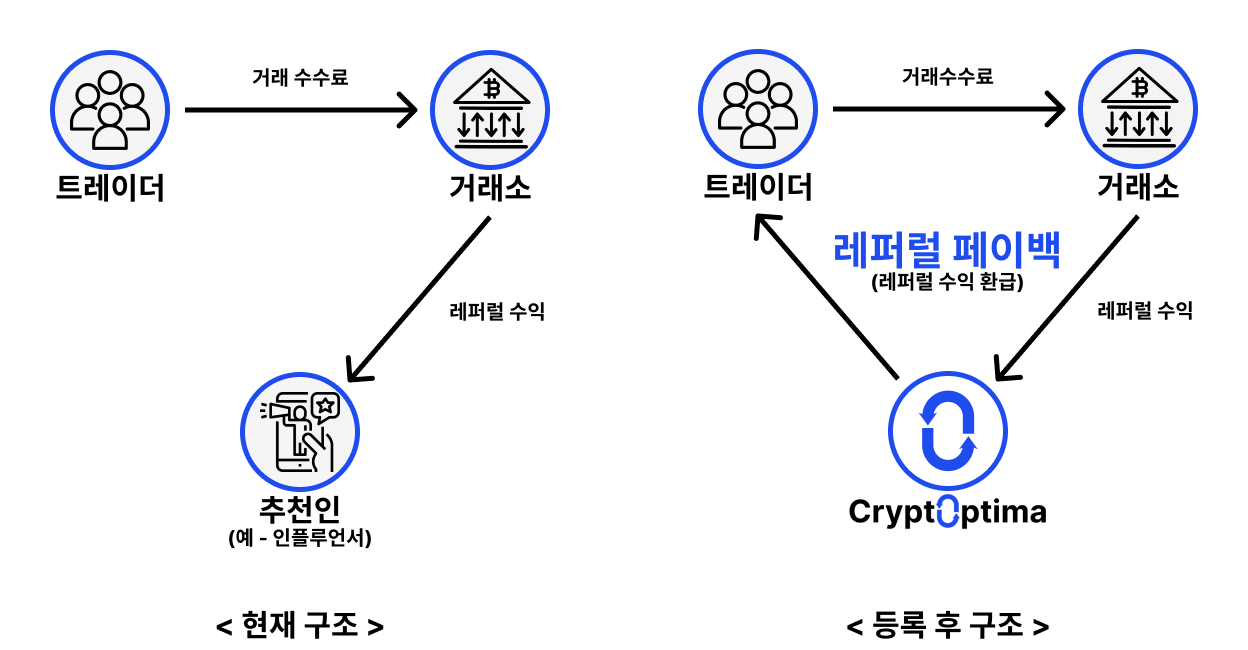 거래 수수료
트레이더
거래소
레퍼럴 수익
추천인
(예 - 인플루언서)
< 현재 구조 >
거래수수료
트레이더
거래소
레퍼럴 페이백
(레퍼럴 수익 환급)
레퍼럴 수익
CryptOptima
< 등록 후 구조 >